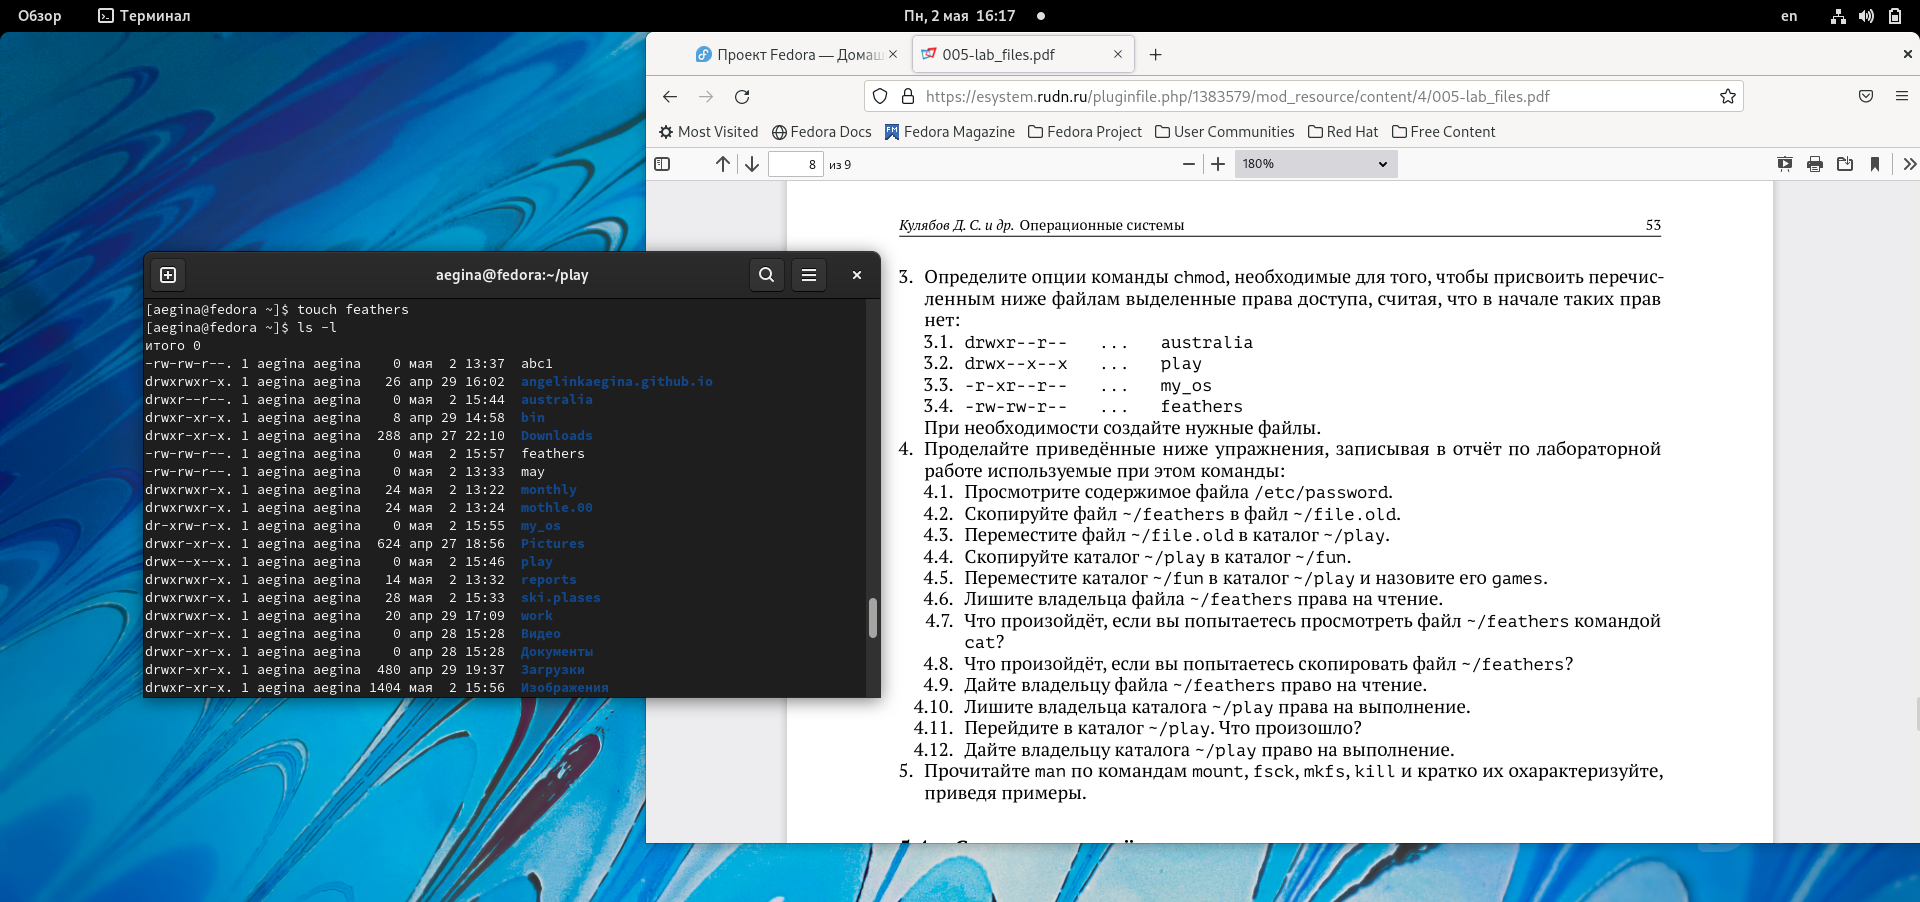 Обзор
Терминал
Пн, 2 мая 16:17
en
Проект Fedora — Домаш
005-lab_files.pdf
https://esystem.rudn.ru/pluginfile.php/1383579/mod_resource/content/4/005-lab_files.pdf
Most Visited
Fedora Docs
Fedora Magazine
Fedora Project
User Communities
Red Hat
Free Content
8 из 9
180%
Кулябов Д. С. и др. Операционные системы 53
3. Определите опции команды chmod, необходимые для того, чтобы присвоить перечис-
ленным ниже файлам выделенные права доступа, считая, что в начале таких прав
нет:
3.1. drwxr--r-- ... australia
3.2. drwx--x--x ... play
3.3. -r-xr--r-- ... my_os
3.4. -rw-rw-r-- ... feathers
При необходимости создайте нужные файлы.
4. Проделайте приведённые ниже упражнения, записывая в отчёт по лабораторной
работе используемые при этом команды:
4.1. Просмотрите содержимое файла /etc/password.
4.2. Скопируйте файл ~/feathers в файл ~/file.old.
4.3. Переместите файл ~/file.old в каталог ~/play.
4.4. Скопируйте каталог ~/play в каталог ~/fun.
4.5. Переместите каталог ~/fun в каталог ~/play и назовите его games.
4.6. Лишите владельца файла ~/feathers права на чтение.
4.7. Что произойдёт, если вы попытаетесь просмотреть файл ~/feathers командой
cat?
4.8. Что произойдёт, если вы попытаетесь скопировать файл ~/feathers?
4.9. Дайте владельцу файла ~/feathers право на чтение.
4.10. Лишите владельца каталога ~/play права на выполнение.
4.11. Перейдите в каталог ~/play. Что произошло?
4.12. Дайте владельцу каталога ~/play право на выполнение.
5. Прочитайте man по командам mount, fsck, mkfs, kill и кратко их охарактеризуйте,
приведя примеры.
aegina@fedora:~/play
[aegina@fedora ~]$ touch feathers
[aegina@fedora ~]$ ls -l
итого 0
-rw-rw-r--. 1 aegina aegina 0 мая 2 13:37 abc1
drwxrwxr-x. 1 aegina aegina 26 апр 29 16:02 angelinkaegina.github.io
drwxr--r--. 1 aegina aegina 0 мая 2 15:44 australia
drwxr-xr-x. 1 aegina aegina 8 апр 29 14:58 bin
drwxr-xr-x. 1 aegina aegina 288 апр 27 22:10 Downloads
-rw-rw-r--. 1 aegina aegina 0 мая 2 15:57 feathers
-rw-rw-r--. 1 aegina aegina 0 мая 2 13:33 may
drwxrwxr-x. 1 aegina aegina 24 мая 2 13:22 monthly
drwxrwxr-x. 1 aegina aegina 24 мая 2 13:24 mothle.00
dr-xrw-r-x. 1 aegina aegina 0 мая 2 15:55 my_os
drwxr-xr-x. 1 aegina aegina 624 апр 27 18:56 Pictures
drwx--x--x. 1 aegina aegina 0 мая 2 15:46 play
drwxrwxr-x. 1 aegina aegina 14 мая 2 13:32 reports
drwxrwxr-x. 1 aegina aegina 28 мая 2 15:33 ski.plases
drwxrwxr-x. 1 aegina aegina 20 апр 29 17:09 work
drwxr-xr-x. 1 aegina aegina 0 апр 28 15:28 Видео
drwxr-xr-x. 1 aegina aegina 0 апр 28 15:28 Документы
drwxr-xr-x. 1 aegina aegina 480 апр 29 19:37 Загрузки
drwxr-xr-x. 1 aegina aegina 1404 мая 2 15:56 Изображения